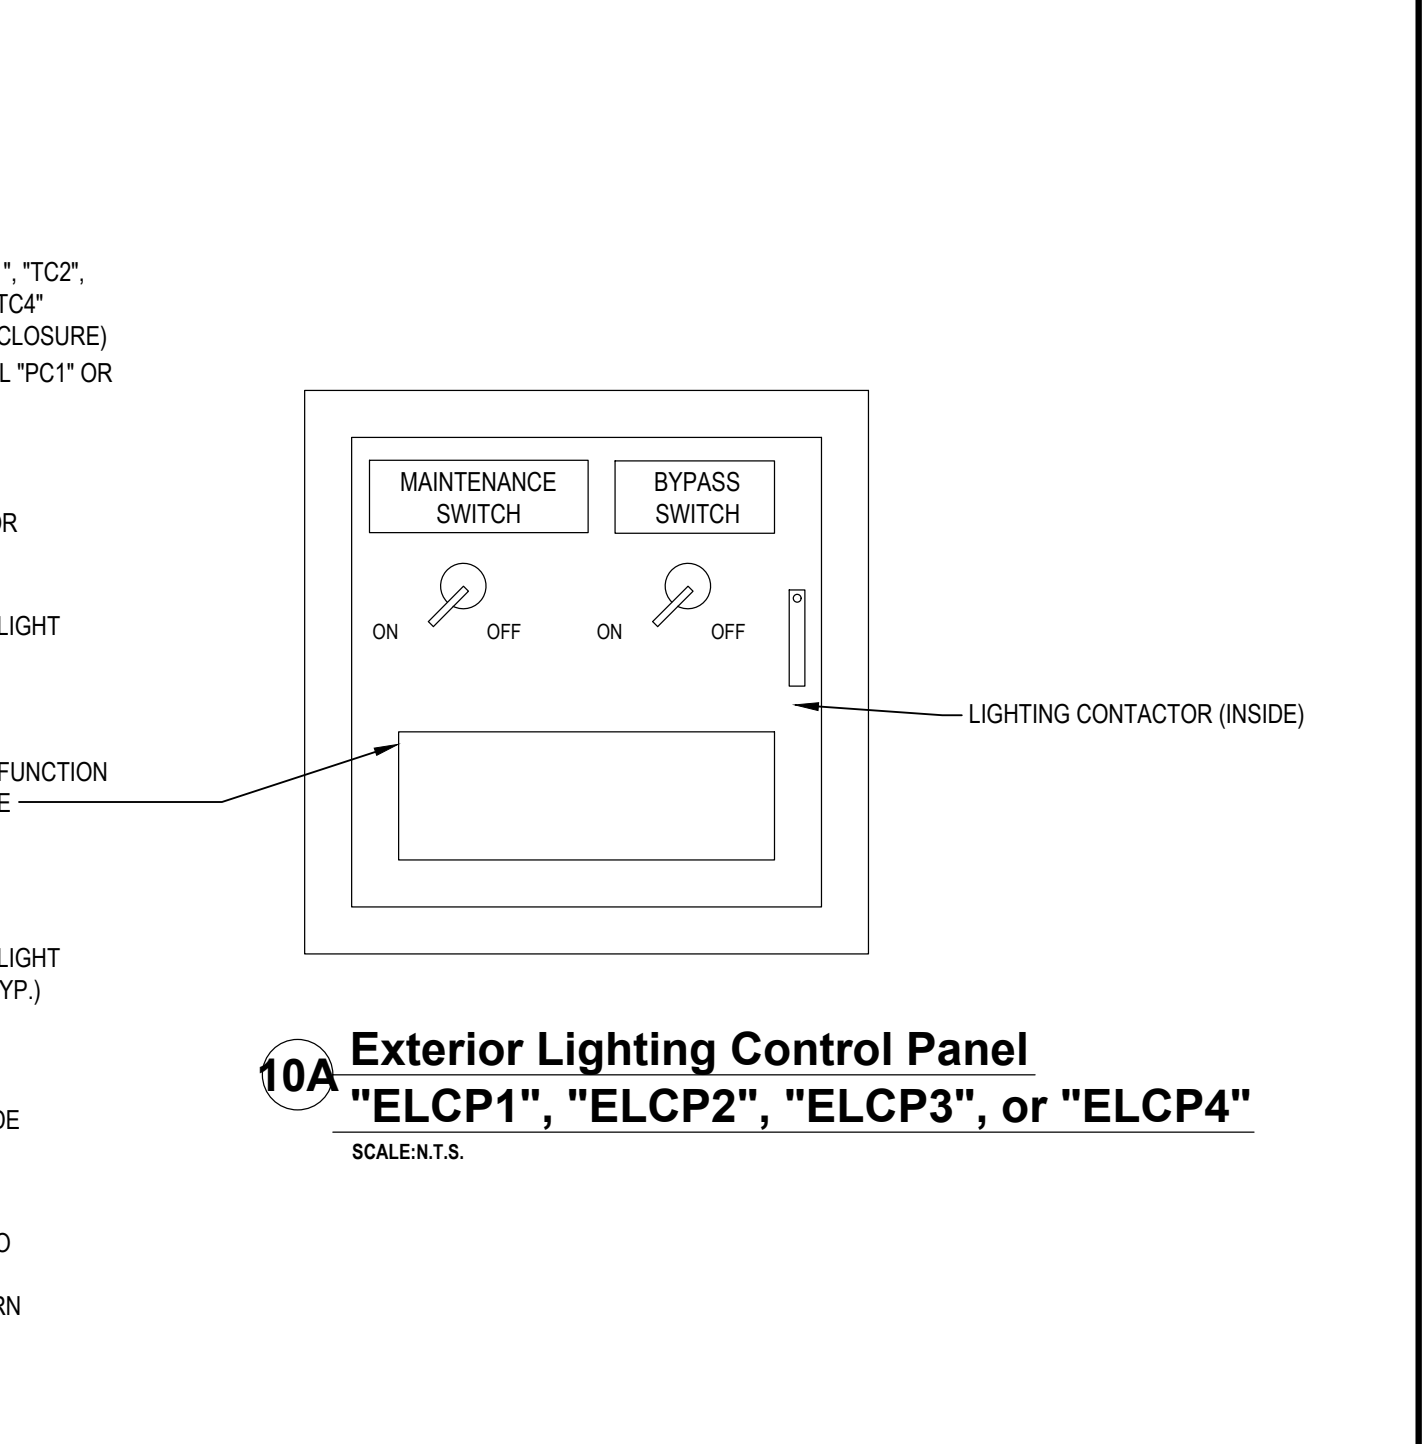 ", "TC2",
TC4"
CLOSURE)
L "PC1" OR
OR
LIGHT
FUNCTION
E
LIGHT
YP.)
DE
O
RN
MAINTENANCE
SWITCH
BYPASS
SWITCH
ON OFF ON OFF
LIGHTING CONTACTOR (INSIDE)
10A
Exterior Lighting Control Panel
"ELCP1", "ELCP2", "ELCP3", or "ELCP4"
SCALE:N.T.S.